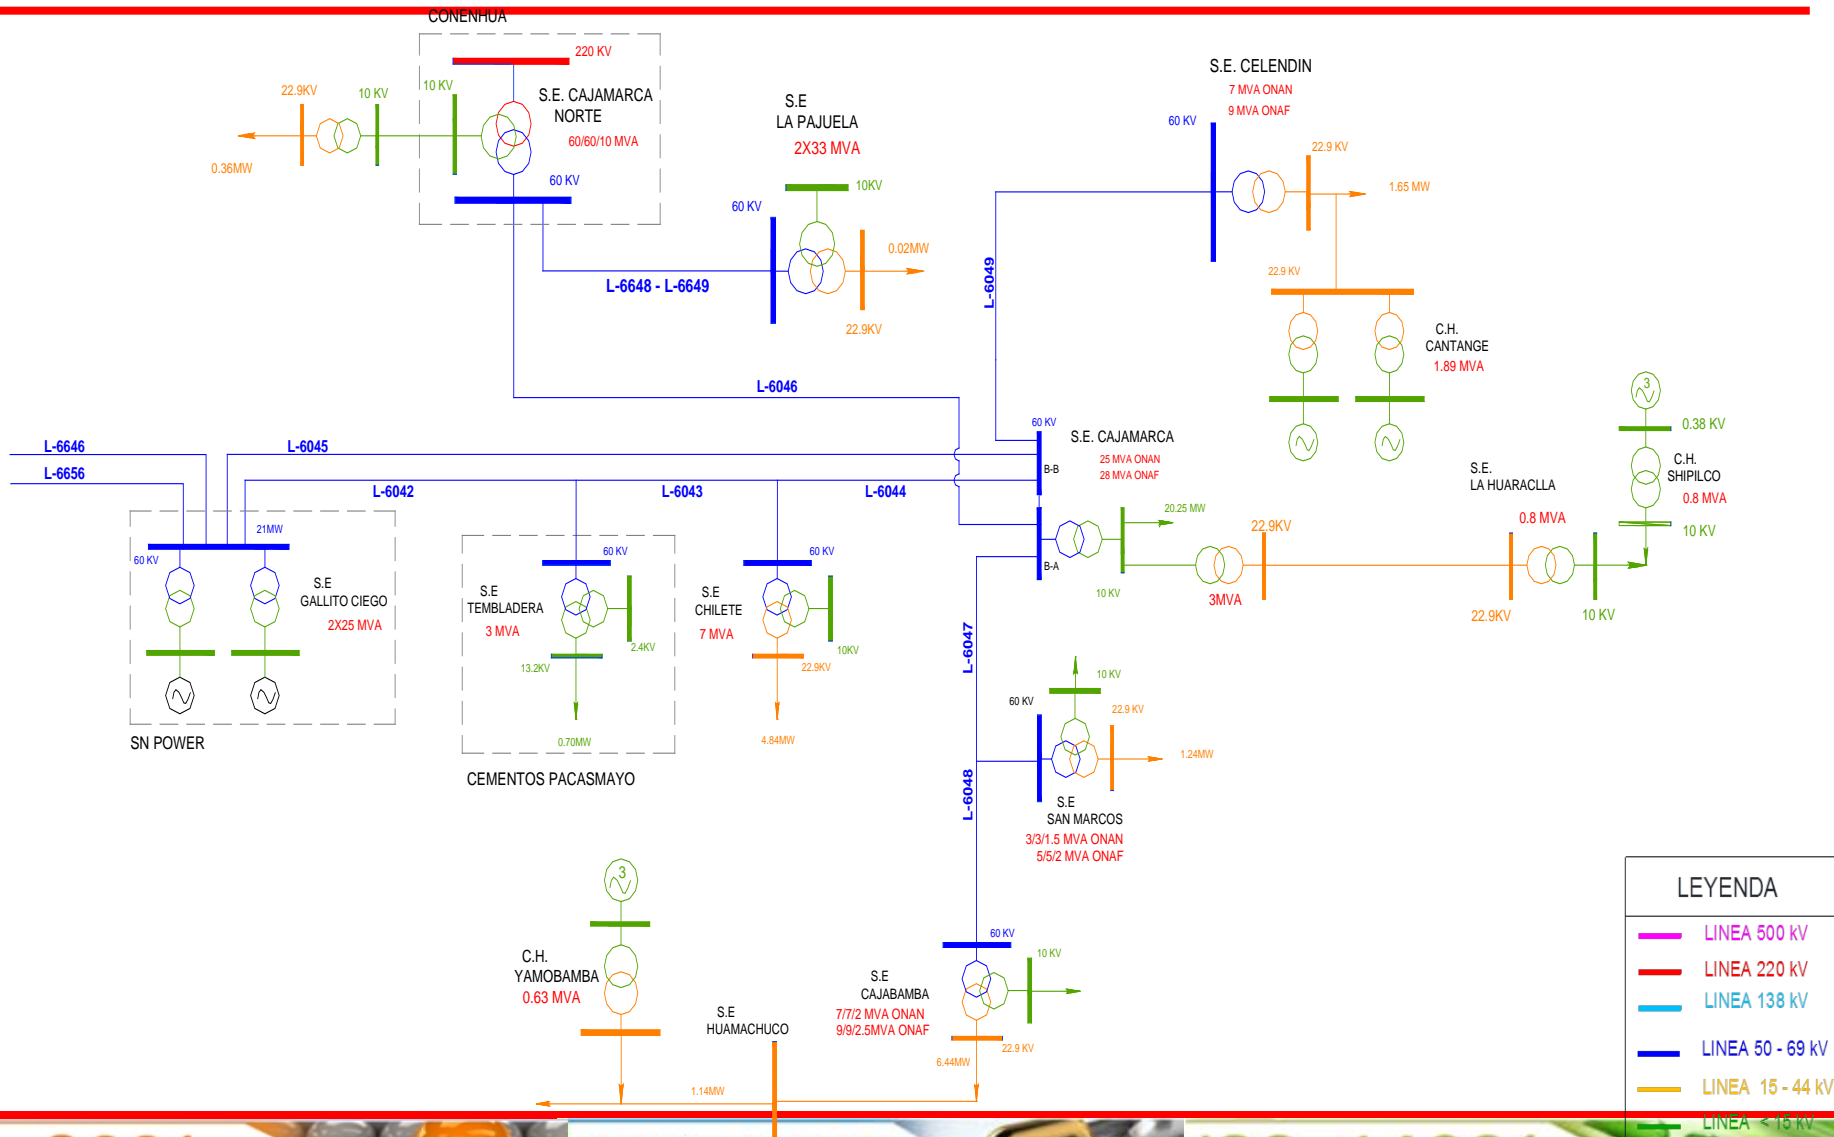 CONENHUA
220 KV
22.9KV
10 KV
10 KV
S.E. CAJAMARCA
NORTE
60/60/10 MVA
0.36MW
60 KV
S.E
LA PAJUELA
2X33 MVA
10KV
60 KV
0.02MW
22.9KV
L-6648 - L-6649
S.E. CELENDIN
7 MVA ONAN
9 MVA ONAF
60 KV
22.9 KV
1.65 MW
22.9 KV
L-6049
C.H.
CANTANGE
1.89 MVA
L-6046
L-6646
L-6656
L-6045
L-6042
L-6043
L-6044
60 KV
B-B
S.E. CAJAMARCA
25 MVA ONAN
28 MVA ONAF
20.25 MW
B-A
10 KV
3MVA
22.9KV
S.E.
LA HUARACLLA
0.8 MVA
22.9KV
10 KV
3
0.38 KV
C.H.
SHIPILCO
0.8 MVA
10 KV
21MW
60 KV
S.E
GALLITO CIEGO
2X25 MVA
SN POWER
60 KV
S.E
TEMBLADERA
3 MVA
2.4KV
13.2KV
0.70MW
CEMENTOS PACASMAYO
60 KV
S.E
CHILETE
7 MVA
10KV
22.9KV
4.84MW
L-6047
L-6048
10 KV
60 KV
22.9 KV
1.24MW
S.E
SAN MARCOS
3/3/1.5 MVA ONAN
5/5/2 MVA ONAF
3
C.H.
YAMOBAMBA
0.63 MVA
S.E
HUAMACHUCO
1.14MW
60 KV
10 KV
S.E
CAJABAMBA
7/7/2 MVA ONAN
9/9/2.5MVA ONAF
22.9 KV
6.44MW
LEYENDA
LINEA 500 kV
LINEA 220 kV
LINEA 138 kV
LINEA 50 - 69 kV
LINEA 15 - 44 kV
LINEA < 15 kV